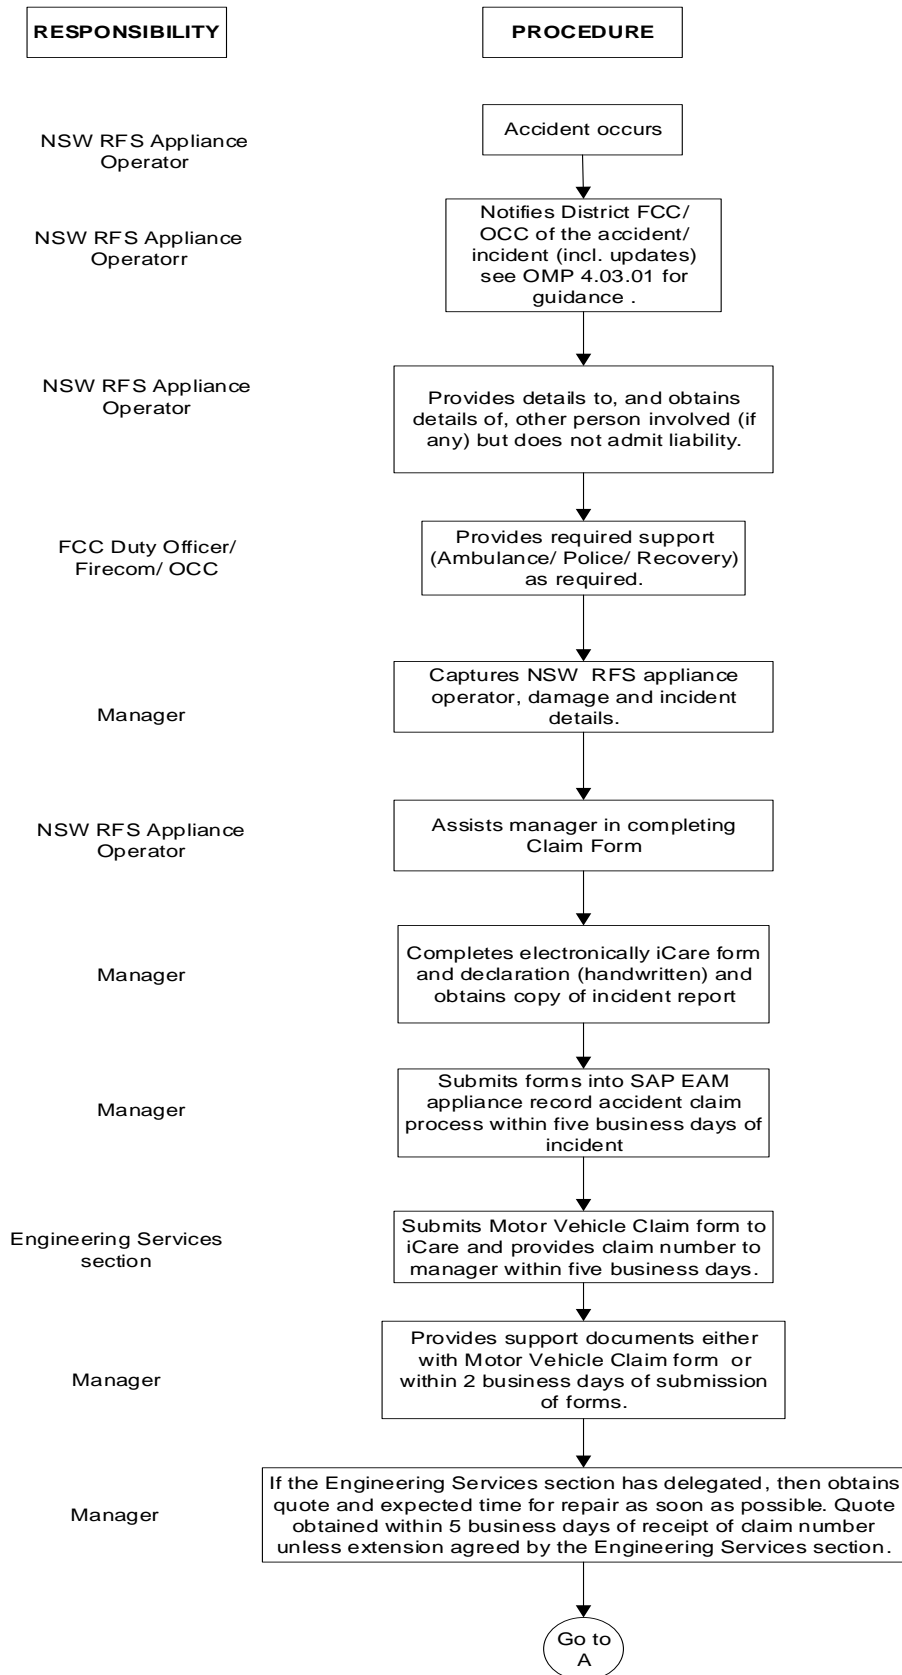 RESPONSIBILITY
PROCEDURE
NSW RFS Appliance
Operator
Accident occurs
NSW RFS Appliance
Operatorr
Notifies District FCC/
OCC of the accident/
incident (incl. updates)
see OMP 4.03.01 for
guidance .
NSW RFS Appliance
Operator
Provides details to, and obtains
details of, other person involved (if
any) but does not admit liability.
FCC Duty Officer/
Firecom/ OCC
Provides required support
(Ambulance/ Police/ Recovery)
as required.
Manager
Captures NSW  RFS appliance
operator, damage and incident
details.
NSW RFS Appliance
Operator
Assists manager in completing
Claim Form
Manager
Completes electronically iCare form
and declaration (handwritten) and
obtains copy of incident report
Manager
Submits forms into SAP EAM
appliance record accident claim
process within five business days of
incident
Engineering Services
section
Submits Motor Vehicle Claim form to
iCare and provides claim number to
manager within five business days.
Manager
Provides support documents either
with Motor Vehicle Claim form  or
within 2 business days of submission
of forms.
Manager
If the Engineering Services section has delegated, then obtains
quote and expected time for repair as soon as possible. Quote
obtained within 5 business days of receipt of claim number
unless extension agreed by the Engineering Services section.
Go to
A